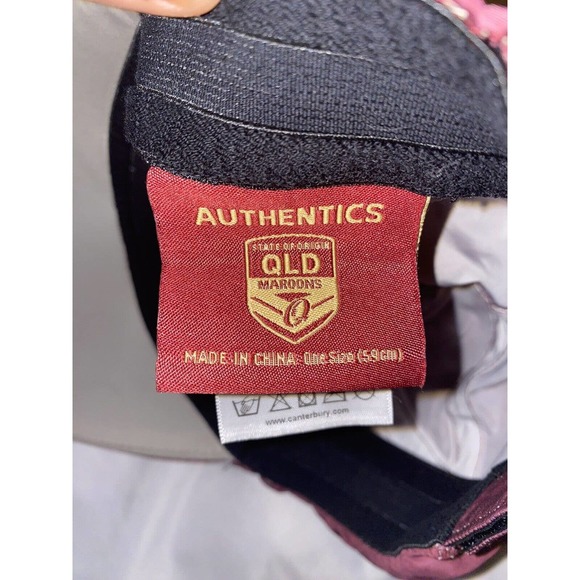 AUTHENTICS
STATE OF ORIGIN
QLD
MAROONS
Q
MADE IN CHINA One Size (59cm)
www.canterbury.com